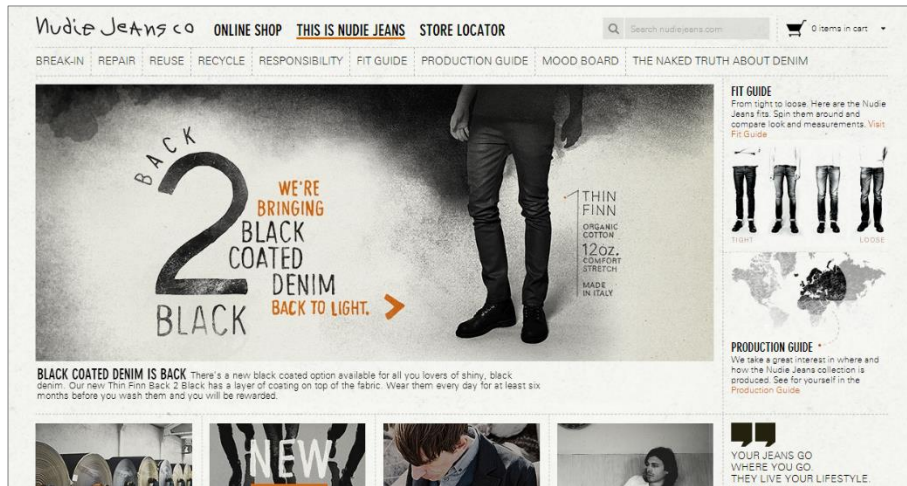 nudie Jeans co ONLINE SHOP THIS IS NUDIE JEANS STORE LOCATOR
Search nudiejeans.com
0 items in cart
BREAK-IN REPAIR REUSE RECYCLE RESPONSIBILITY FIT GUIDE PRODUCTION GUIDE MOOD BOARD THE NAKED TRUTH ABOUT DENIM
BACK
2
BLACK
WE'RE
BRINGING
BLACK
COATED
DENIM
BACK TO LIGHT.
THIN
FINN
ORGANIC
COTTON
12oz.
COMFORT
STRETCH
MADE
IN ITALY
BLACK COATED DENIM IS BACK There's a new black coated option available for all you lovers of shiny, black
denim. Our new Thin Finn Back 2 Black has a layer of coating on top of the fabric. Wear them every day for at least six
months before you wash them and you will be rewarded.
NEW
FIT GUIDE
From tight to loose. Here are the Nudie
Jeans fits. Spin them around and
compare look and measurements. Visit
Fit Guide
TIGHT LOOSE
PRODUCTION GUIDE
We take a great interest in where and
how the Nudie Jeans collection is
produced. See for yourself in the
Production Guide
YOUR JEANS GO
WHERE YOU GO.
THEY LIVE YOUR LIFESTYLE.